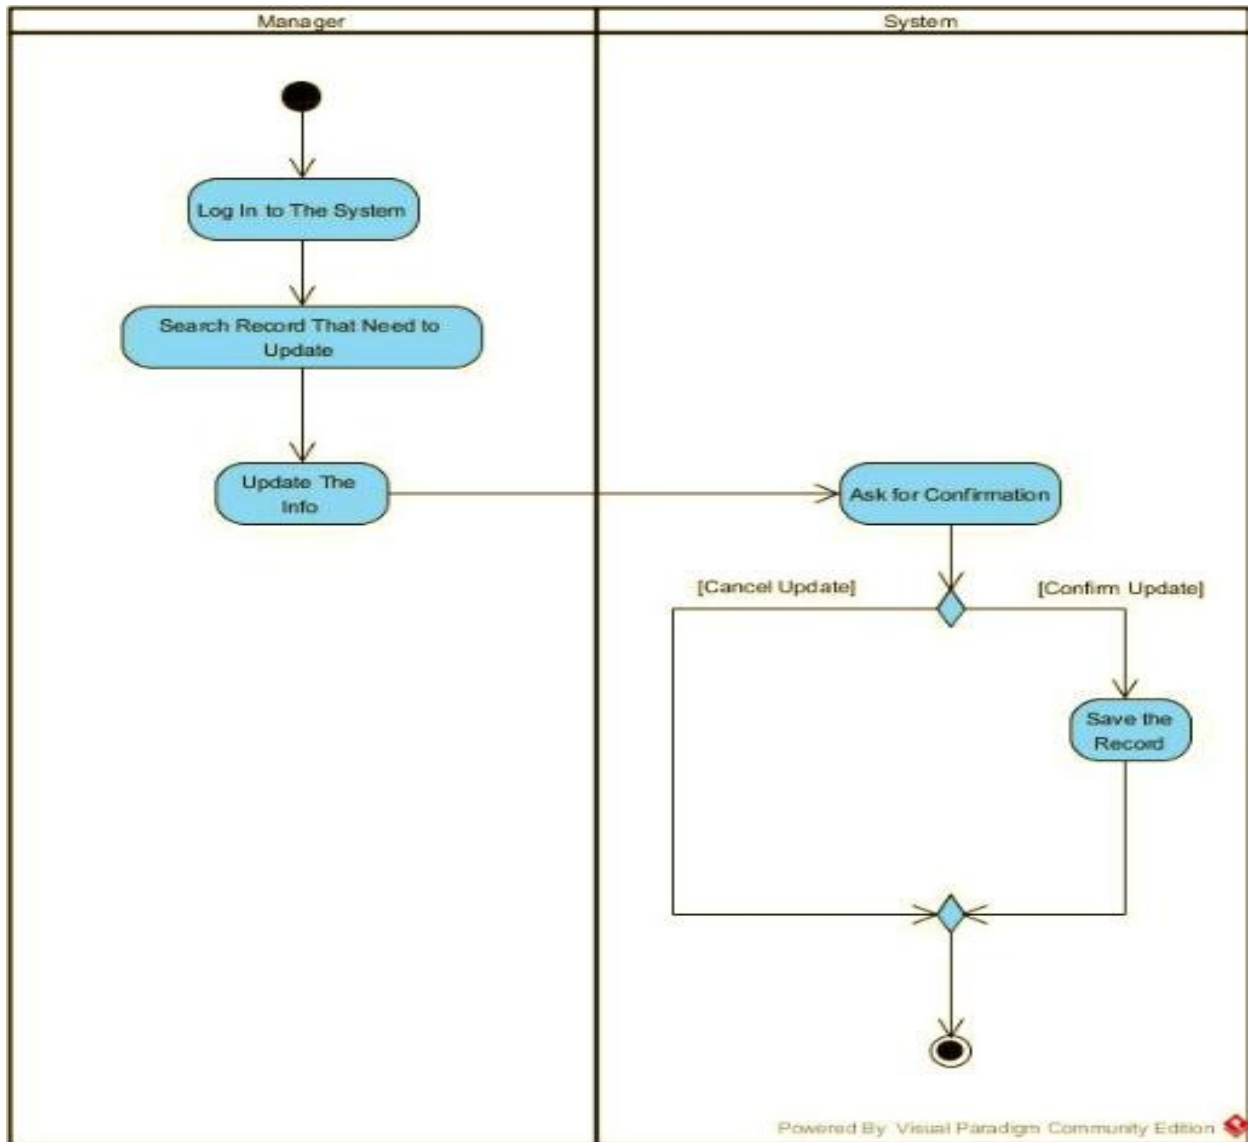 Manager
System
Log In to The System
Search Record That Need to
Update
Update The
Info
Ask for Confirmation
[Cancel Update]
[Confirm Update]
Save the
Record
Powered By Visual Paradigm Community Edition